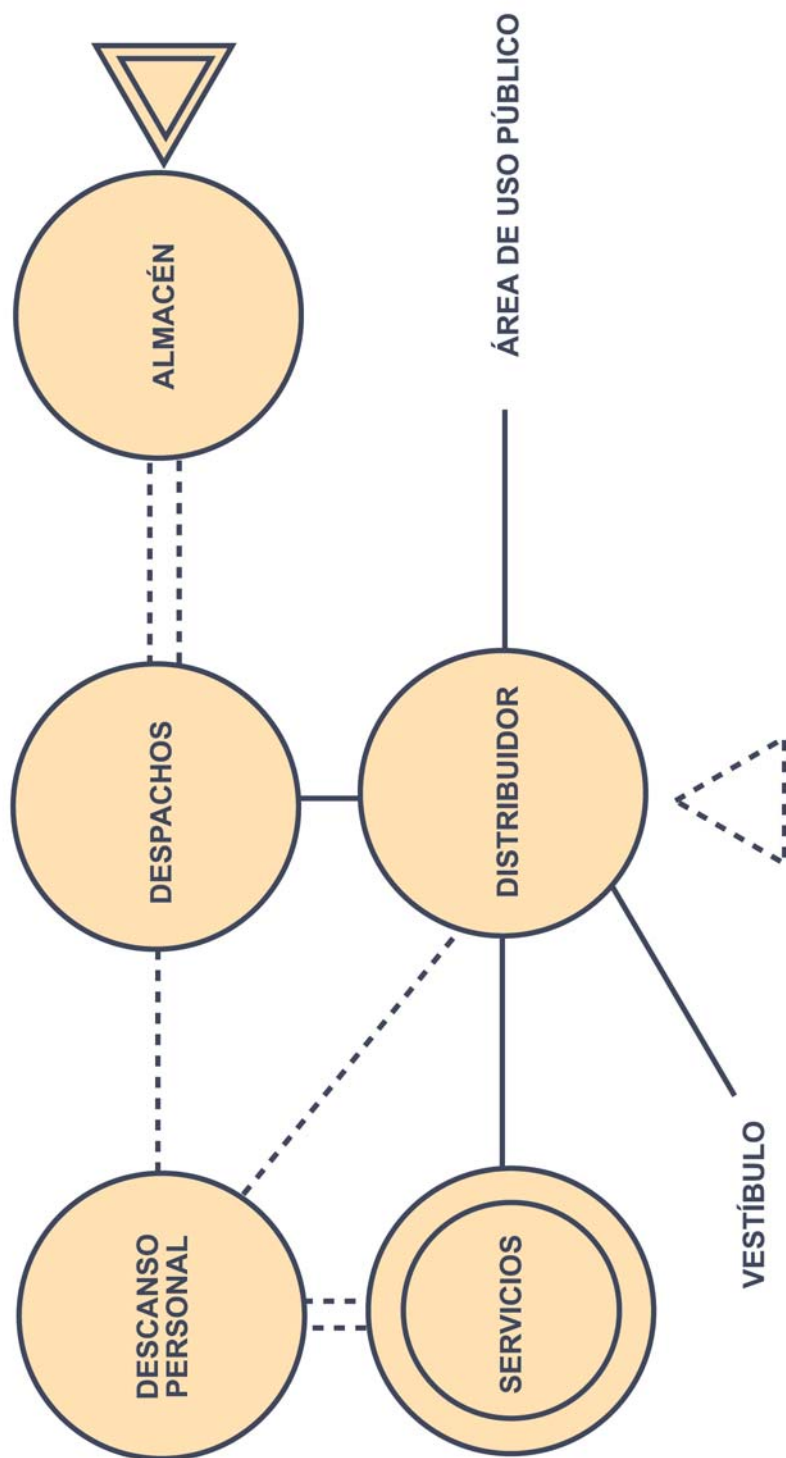 ALMACÉN
ÁREA DE USO PÚBLICO
DESPACHOS
DISTRIBUIDOR
DESCANSO
PERSONAL
SERVICIOS
VESTÍBULO